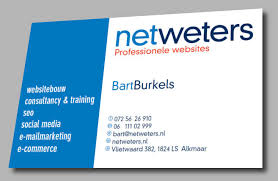 netweters
Professionele websites
BartBurkels
websitebouw
consultancy & training
seo
social media
e-mailmarketing
e-commerce
072 56 26 910
06 111 02 999
bart@netweters.nl
netweters.nl
Vlietwaard 382, 1824 LS Alkmaar